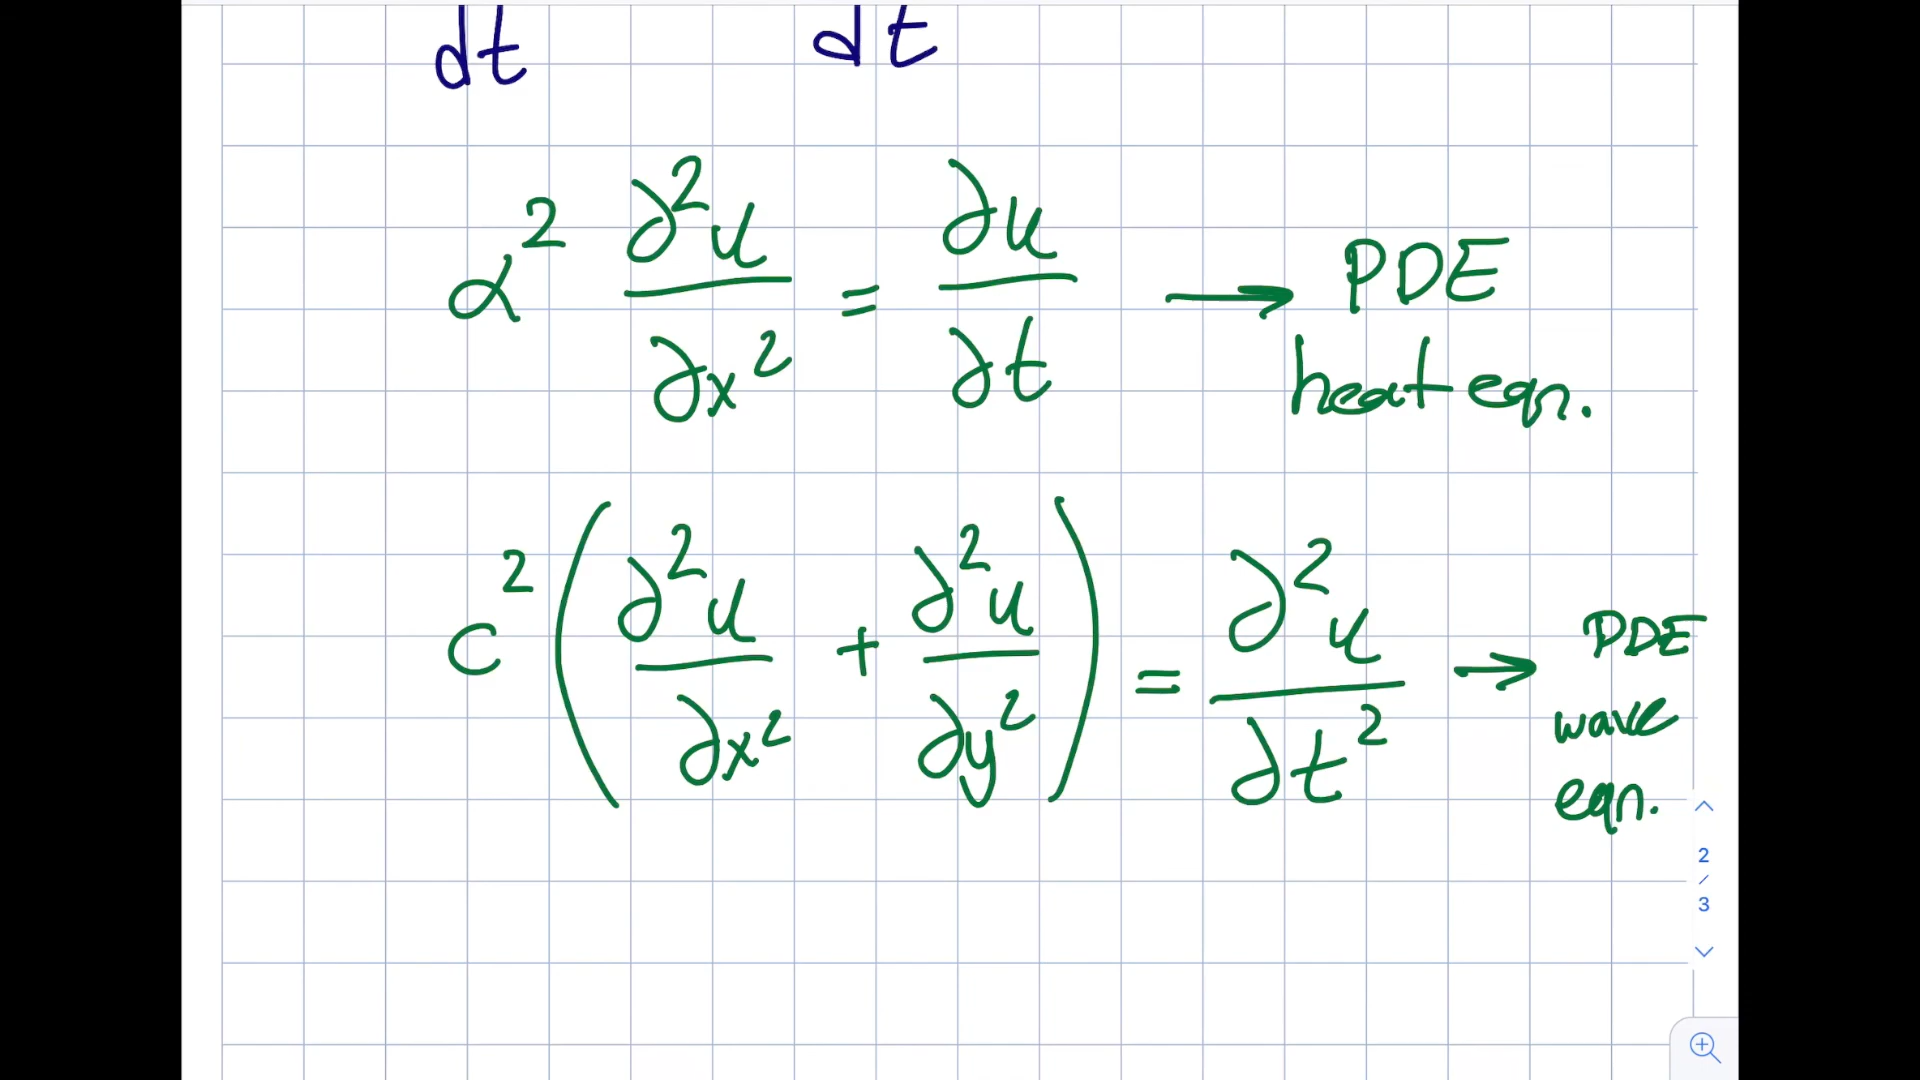 dt dt
α² ∂²u/∂x² = ∂u/∂t → PDE
heat eqn.
c² (∂²u/∂x² + ∂²u/∂y²) = ∂²u/∂t² → PDE
wave
eqn.
2
/
3